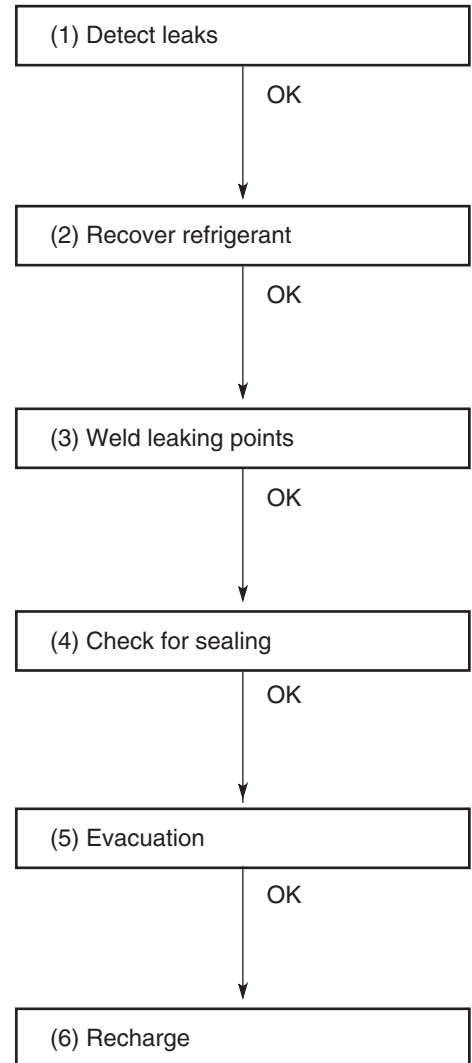 (1) Detect leaks
OK
(2) Recover refrigerant
OK
(3) Weld leaking points
OK
(4) Check for sealing
OK
(5) Evacuation
OK
(6) Recharge